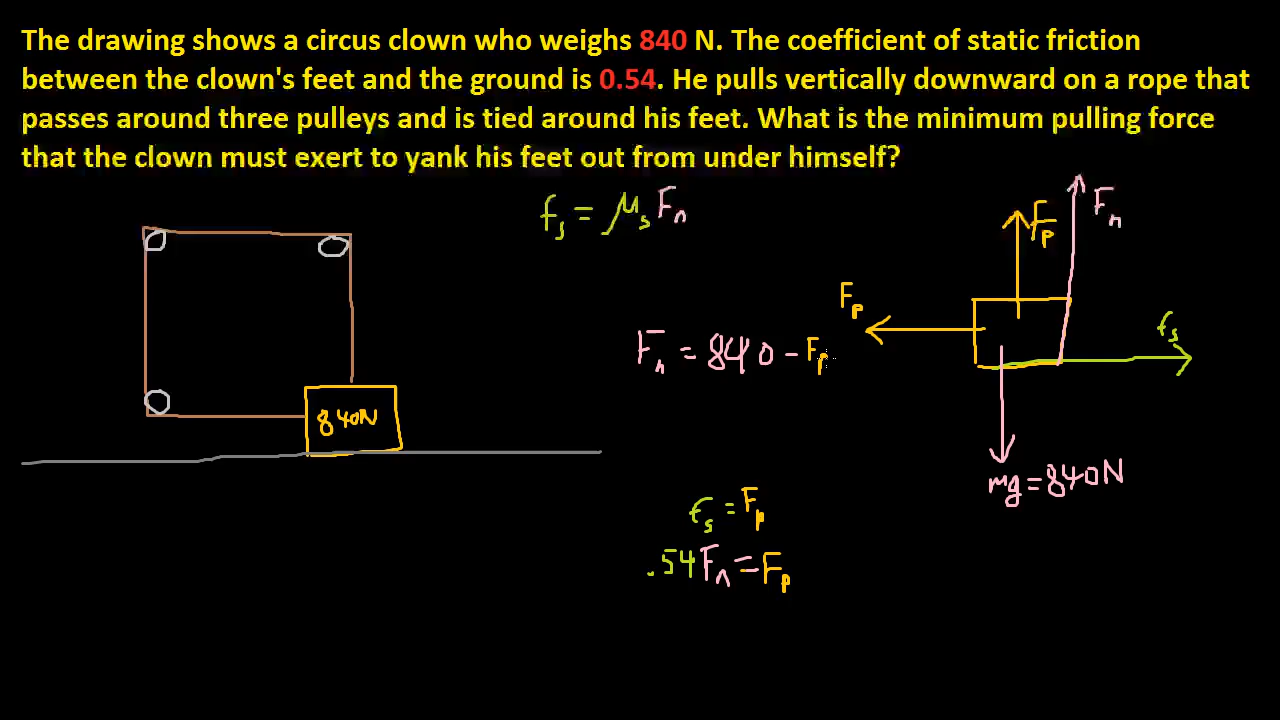 The drawing shows a circus clown who weighs 840 N. The coefficient of static friction
between the clown's feet and the ground is 0.54. He pulls vertically downward on a rope that
passes around three pulleys and is tied around his feet. What is the minimum pulling force
that the clown must exert to yank his feet out from under himself?
fs = μs Fn
Fp
Fn
Fp
fs
Fn = 840 - Fp
840N
mg = 840N
fs = Fp
.54 Fn = Fp